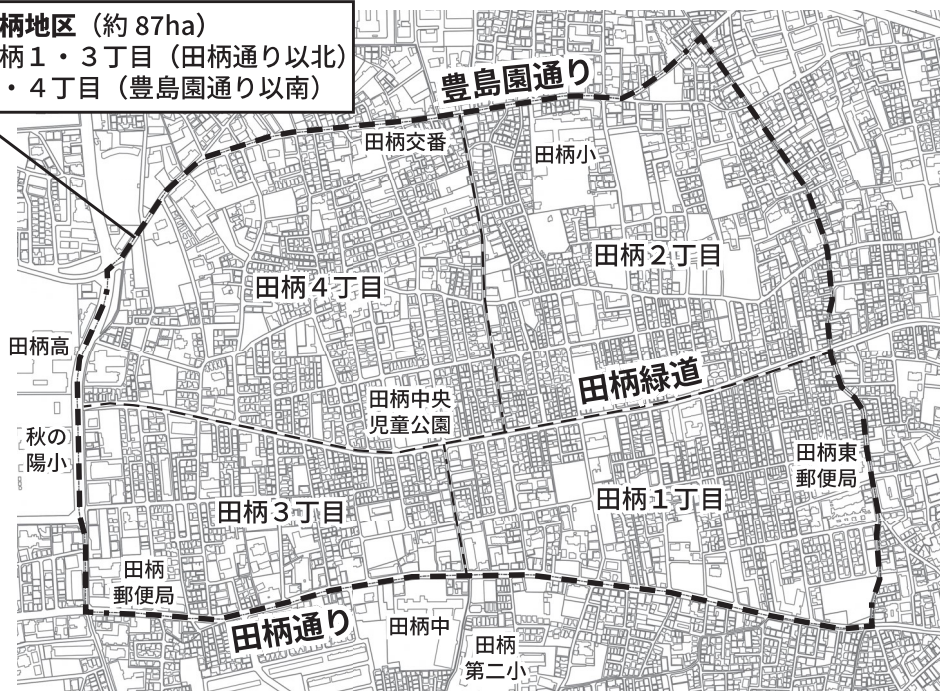 柄地区（約 87ha）
柄１・３丁目（田柄通り以北）
・４丁目（豊島園通り以南）
豊島園通り
田柄交番
田柄小
田柄２丁目
田柄４丁目
田柄高
田柄緑道
田柄中央
児童公園
秋の
陽小
田柄東
郵便局
田柄３丁目
田柄１丁目
田柄
郵便局
田柄通り
田柄中
田柄
第二小